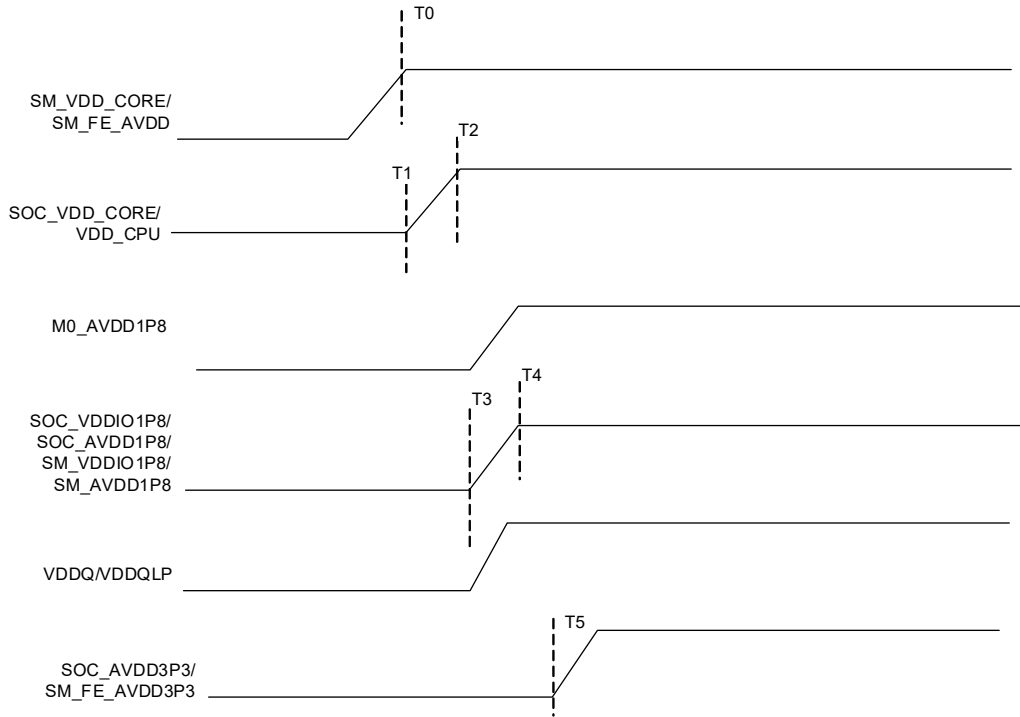 T0
SM_VDD_CORE/
SM_FE_AVDD
T2
T1
SOC_VDD_CORE/
VDD_CPU
M0_AVDD1P8
T4
T3
SOC_VDDIO1P8/
SOC_AVDD1P8/
SM_VDDIO1P8/
SM_AVDD1P8
VDDQ/VDDQLP
T5
SOC_AVDD3P3/
SM_FE_AVDD3P3